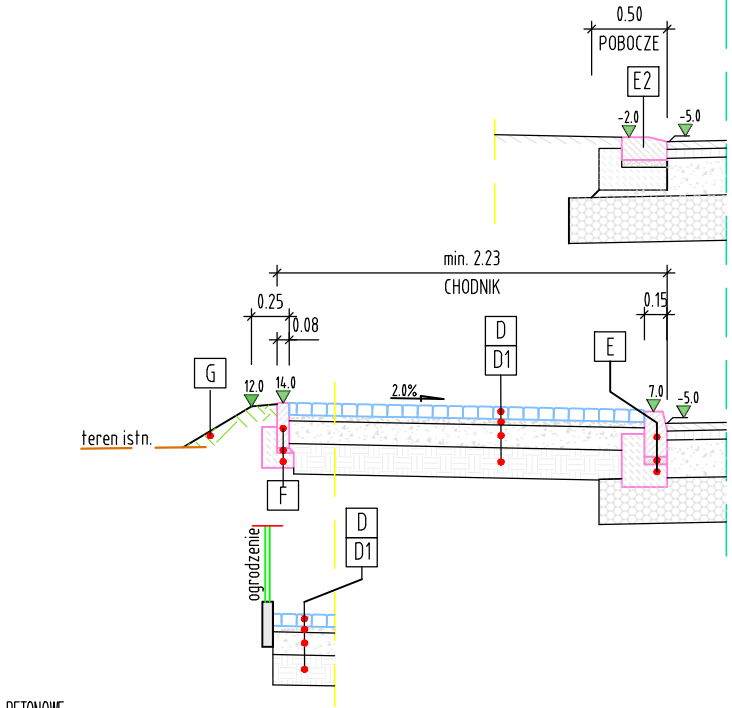 0.50
POBOCZE
E2
-2.0
-5.0
min. 2.23
CHODNIK
0.25
0.15
0.08
D
D1
E
G
12.0
14.0
2.0%
7.0
-5.0
teren istn.
F
D
D1
ogrodzenie
BETONOWE